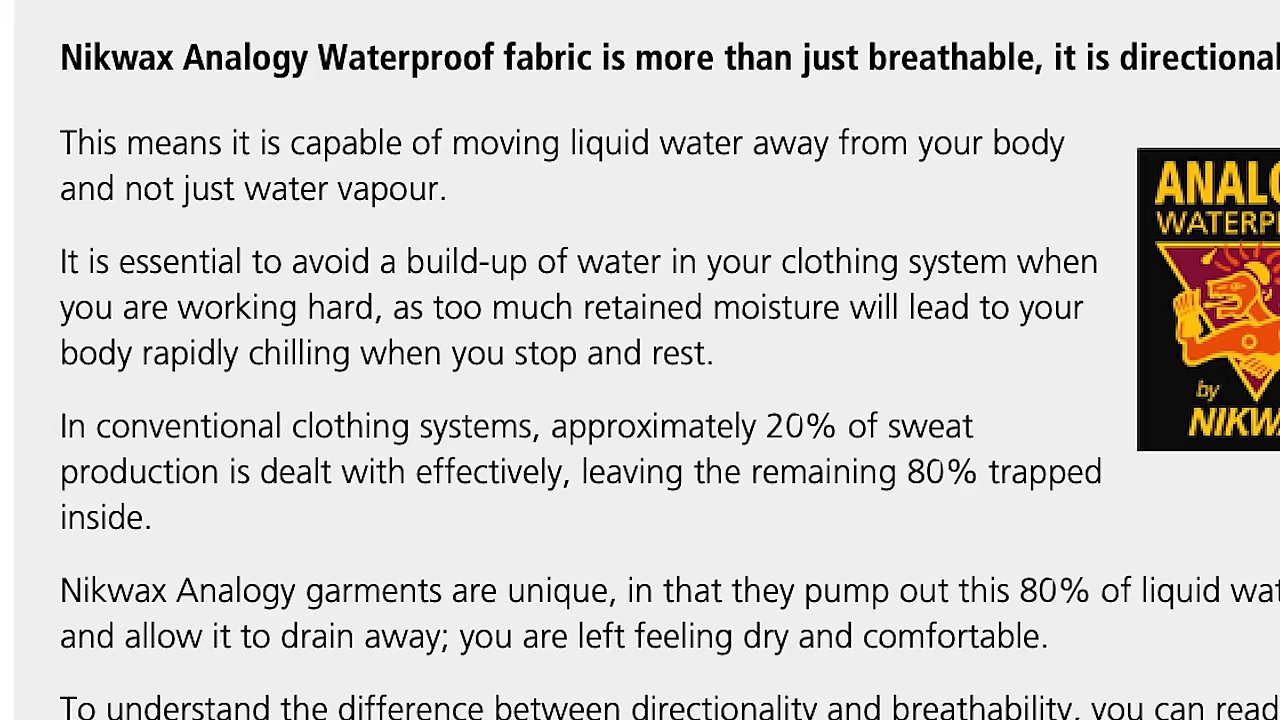 Nikwax Analogy Waterproof fabric is more than just breathable, it is directional
This means it is capable of moving liquid water away from your body
and not just water vapour.
It is essential to avoid a build-up of water in your clothing system when
you are working hard, as too much retained moisture will lead to your
body rapidly chilling when you stop and rest.
In conventional clothing systems, approximately 20% of sweat
production is dealt with effectively, leaving the remaining 80% trapped
inside.
Nikwax Analogy garments are unique, in that they pump out this 80% of liquid
and allow it to drain away; you are left feeling dry and comfortable.
To understand the difference between directionality and breathability, you can read
by